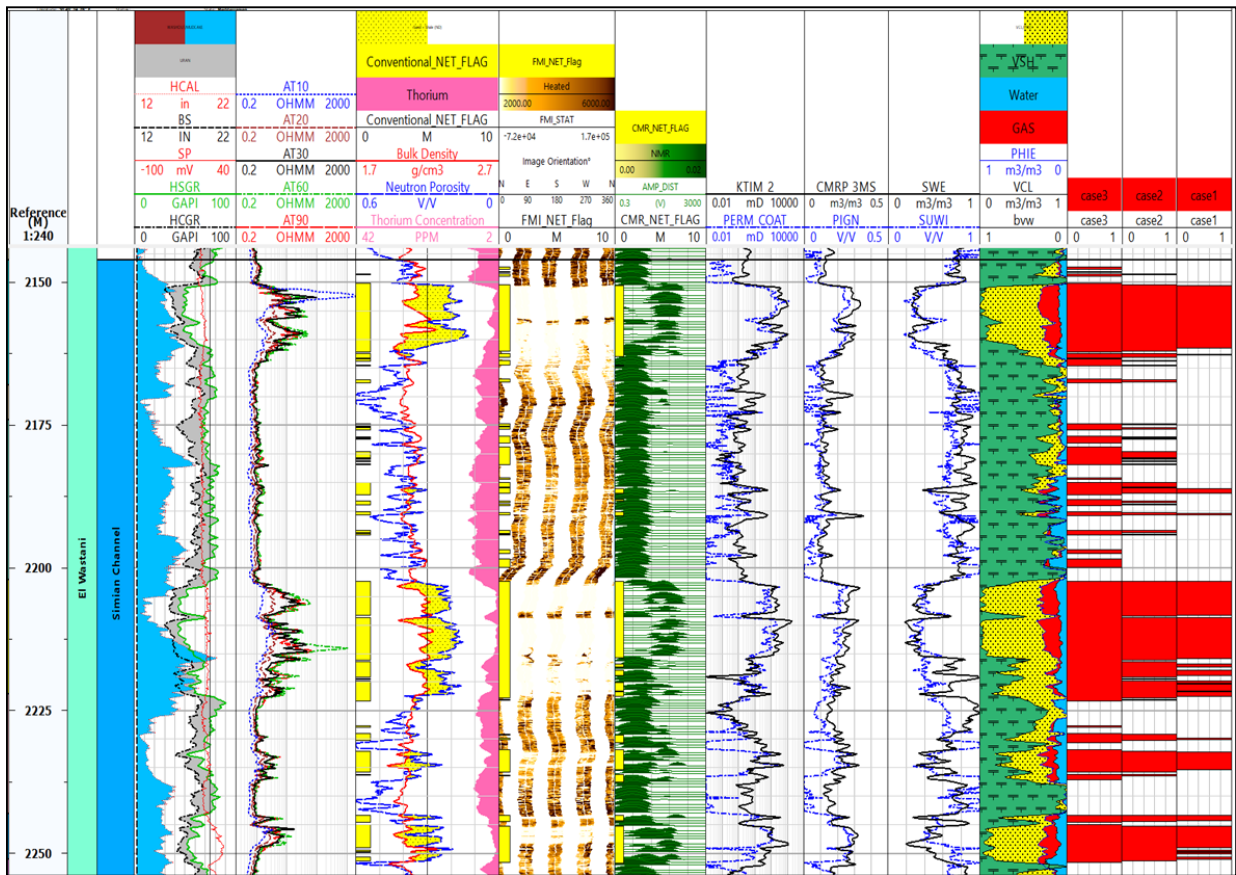 Reference
(M)
1:240
2150
2175
2200
2225
2250
El Wastani
Simian Channel
HCAL
12 in 22
BS
12 IN 22
SP
-100 mV 40
HSGR
0 GAPI 100
HCGR
0 GAPI 100
AT10
0.2 OHMM 2000
AT20
0.2 OHMM 2000
AT30
0.2 OHMM 2000
AT60
0.2 OHMM 2000
AT90
0.2 OHMM 2000
Conventional_NET_FLAG
Thorium
Conventional_NET_FLAG
0 M 10
Bulk Density
1.7 g/cm3 2.7
Neutron Porosity
0.6 V/V 0
Thorium Concentration
42 PPM 2
FMI_NET_Flag
Heated
2000.00 6000.00
FMI_STAT
-7.2e+04 1.7e+05
Image Orientation°
N E S W N
0 90 180 270 360
FMI_NET_Flag
0 M 10
CMR_NET_FLAG
NMR
0.00 0.02
AMP_DIST
0.3 (V) 3000
CMR_NET_FLAG
0 M 10
KTIM 2
0.01 mD 10000
PERM COAT
0.01 mD 10000
CMRP 3MS
0 m3/m3 0.5
PIGN
0 V/V 0.5
SWE
0 m3/m3 1
SUWI
0 V/V 1
VSH
Water
GAS
PHIE
1 m3/m3 0
VCL
0 m3/m3 1
bvw
1 0
case3
case3
0 1
case2
case2
0 1
case1
case1
0 1